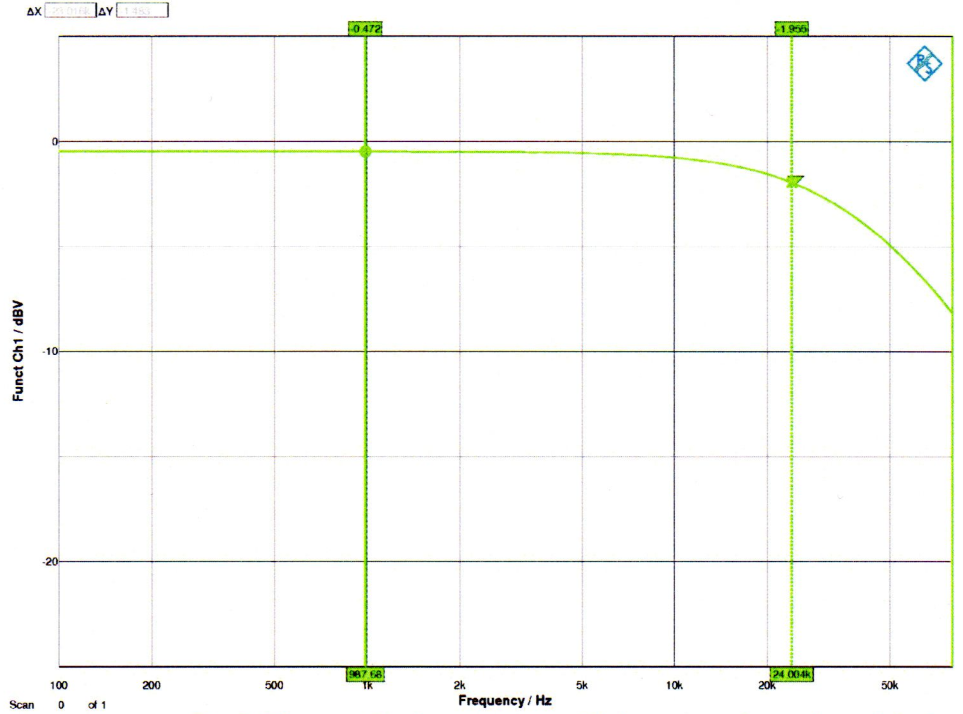 ΔX ΔY
-0.472 -1.955
R S
0
-10
-20
Funct Ch1 / dBV
987.68 24.004k
100 200 500 1k 2k 5k 10k 20k 50k
Frequency / Hz
Scan 0 of 1